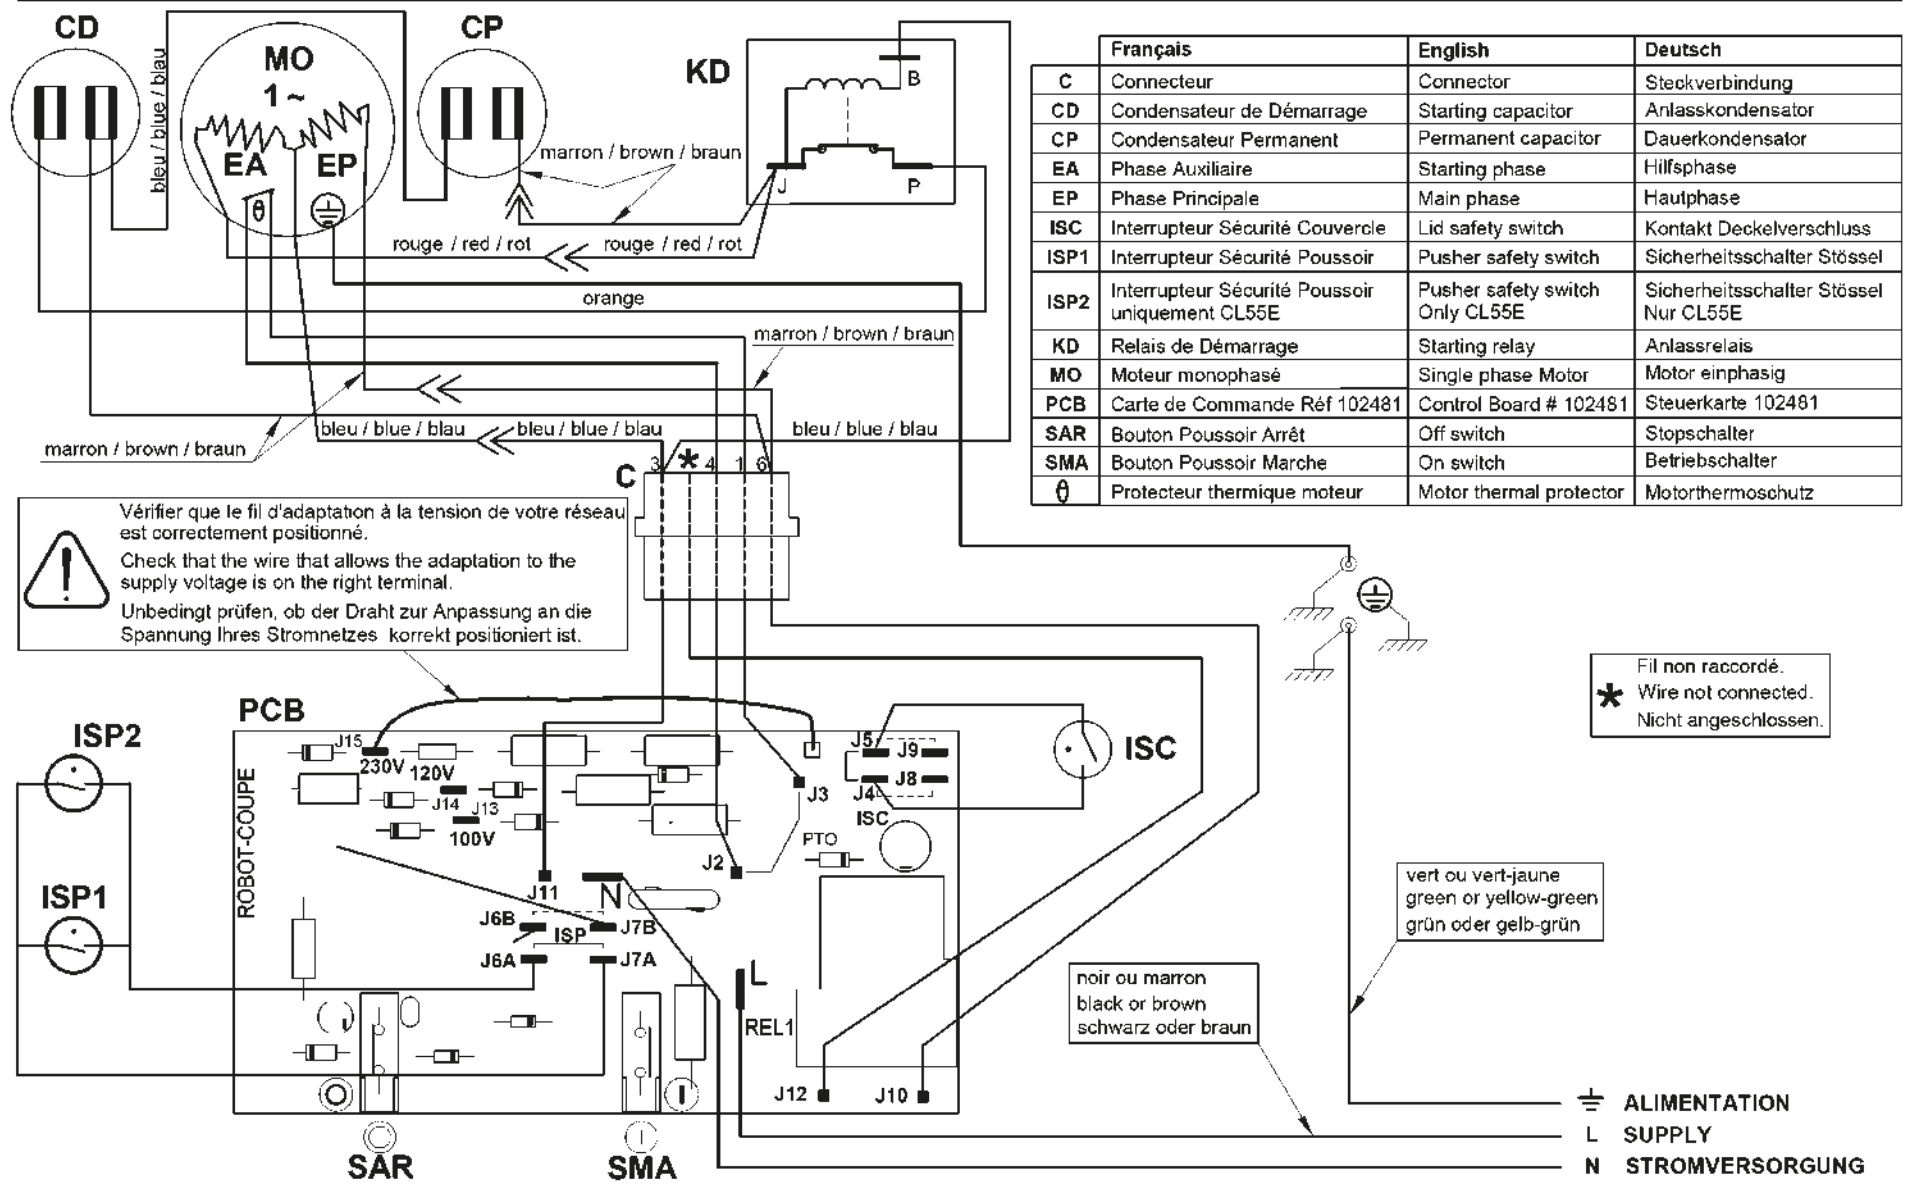 CD
MO
1 ~
EA
EP
θ
CP
KD
B
J
P
bleu / blue / blau
bleu / blue / blau
marron / brown / braun
rouge / red / rot
rouge / red / rot
orange
marron / brown / braun
marron / brown / braun
bleu / blue / blau
bleu / blue / blau
bleu / blue / blau
C
3 * 4 1 6
Français English Deutsch
C Connecteur Connector Steckverbindung
CD Condensateur de Démarrage Starting capacitor Anlasskondensator
CP Condensateur Permanent Permanent capacitor Dauerkondensator
EA Phase Auxiliaire Starting phase Hilfsphase
EP Phase Principale Main phase Hautphase
ISC Interrupteur Sécurité Couvercle Lid safety switch Kontakt Deckelverschluss
ISP1 Interrupteur Sécurité Poussoir Pusher safety switch Sicherheitsschalter Stössel
ISP2 Interrupteur Sécurité Poussoir Pusher safety switch Sicherheitsschalter Stössel
uniquement CL55E Only CL55E Nur CL55E
KD Relais de Démarrage Starting relay Anlassrelais
MO Moteur monophasé Single phase Motor Motor einphasig
PCB Carte de Commande Réf 102481 Control Board # 102481 Steuerkarte 102481
SAR Bouton Poussoir Arrêt Off switch Stopschalter
SMA Bouton Poussoir Marche On switch Betriebschalter
θ Protecteur thermique moteur Motor thermal protector Motorthermoschutz
Vérifier que le fil d'adaptation à la tension de votre réseau
est correctement positionné.
Check that the wire that allows the adaptation to the
supply voltage is on the right terminal.
Unbedingt prüfen, ob der Draht zur Anpassung an die
Spannung Ihres Stromnetzes korrekt positioniert ist.
!
* Fil non raccordé.
Wire not connected.
Nicht angeschlossen.
PCB
ROBOT-COUPE
ISP2
ISP1
ISC
J15
230V
120V
J14
J13
100V
J3
J2
J5
J9
J8
J4
ISC
PTO
J11
N
J6B
ISP
J7B
J6A
J7A
L
REL1
J12
J10
SAR
SMA
vert ou vert-jaune
green or yellow-green
grün oder gelb-grün
noir ou marron
black or brown
schwarz oder braun
ALIMENTATION
L SUPPLY
N STROMVERSORGUNG